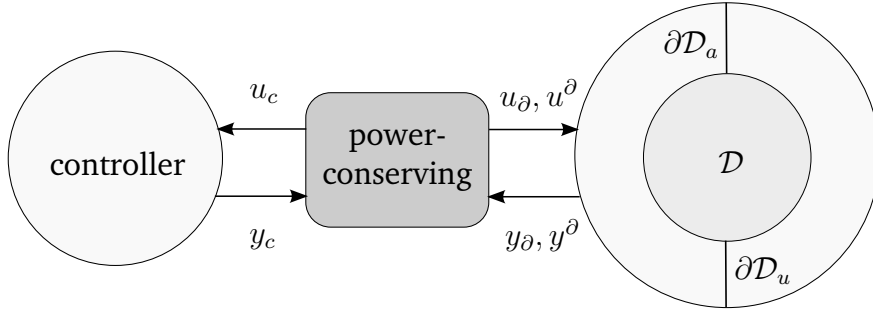 controller
u_c
y_c
power-
conserving
u_∂, u^∂
y_∂, y^∂
∂𝒟_a
𝒟
∂𝒟_u